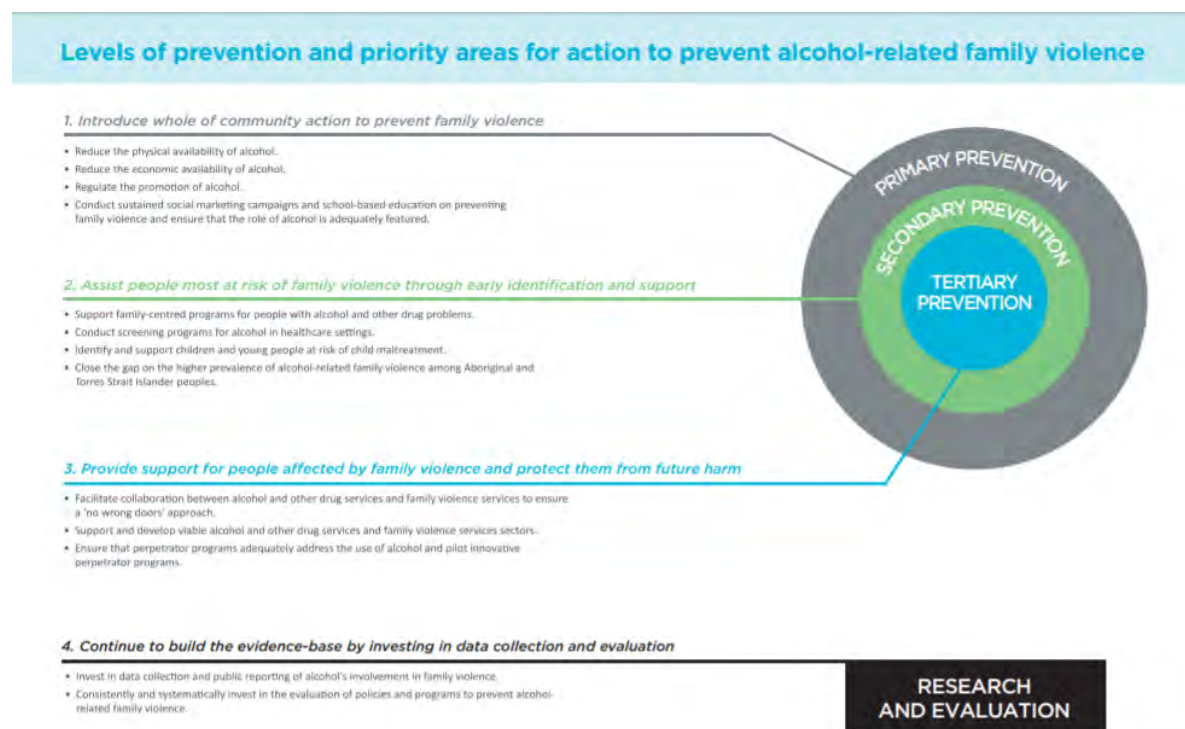 Levels of prevention and priority areas for action to prevent alcohol-related family violence
1. Introduce whole of community action to prevent family violence
• Reduce the physical availability of alcohol.
• Reduce the economic availability of alcohol.
• Regulate the promotion of alcohol.
• Conduct sustained social marketing campaigns and school-based education on preventing
family violence and ensure that the role of alcohol is adequately featured.
PRIMARY PREVENTION
SECONDARY PREVENTION
TERTIARY
PREVENTION
2. Assist people most at risk of family violence through early identification and support
• Support family-centred programs for people with alcohol and other drug problems.
• Conduct screening programs for alcohol in healthcare settings.
• Identify and support children and young people at risk of child maltreatment.
• Close the gap on the higher prevalence of alcohol-related family violence among Aboriginal and
Torres Strait Islander peoples.
3. Provide support for people affected by family violence and protect them from future harm
• Facilitate collaboration between alcohol and other drug services and family violence services to ensure
a 'no wrong doors' approach.
• Support and develop viable alcohol and other drug services and family violence services sectors.
• Ensure that perpetrator programs adequately address the use of alcohol and pilot innovative
perpetrator programs.
4. Continue to build the evidence-base by investing in data collection and evaluation
• Invest in data collection and public reporting of alcohol's involvement in family violence.
• Consistently and systematically invest in the evaluation of policies and programs to prevent alcohol-
related family violence.
RESEARCH
AND EVALUATION